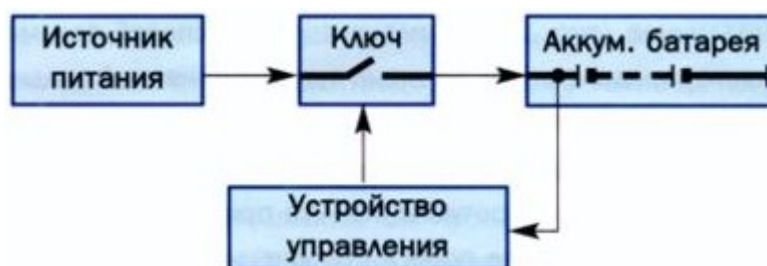 Источник
питания
Ключ
Аккум. батарея
Устройство
управления